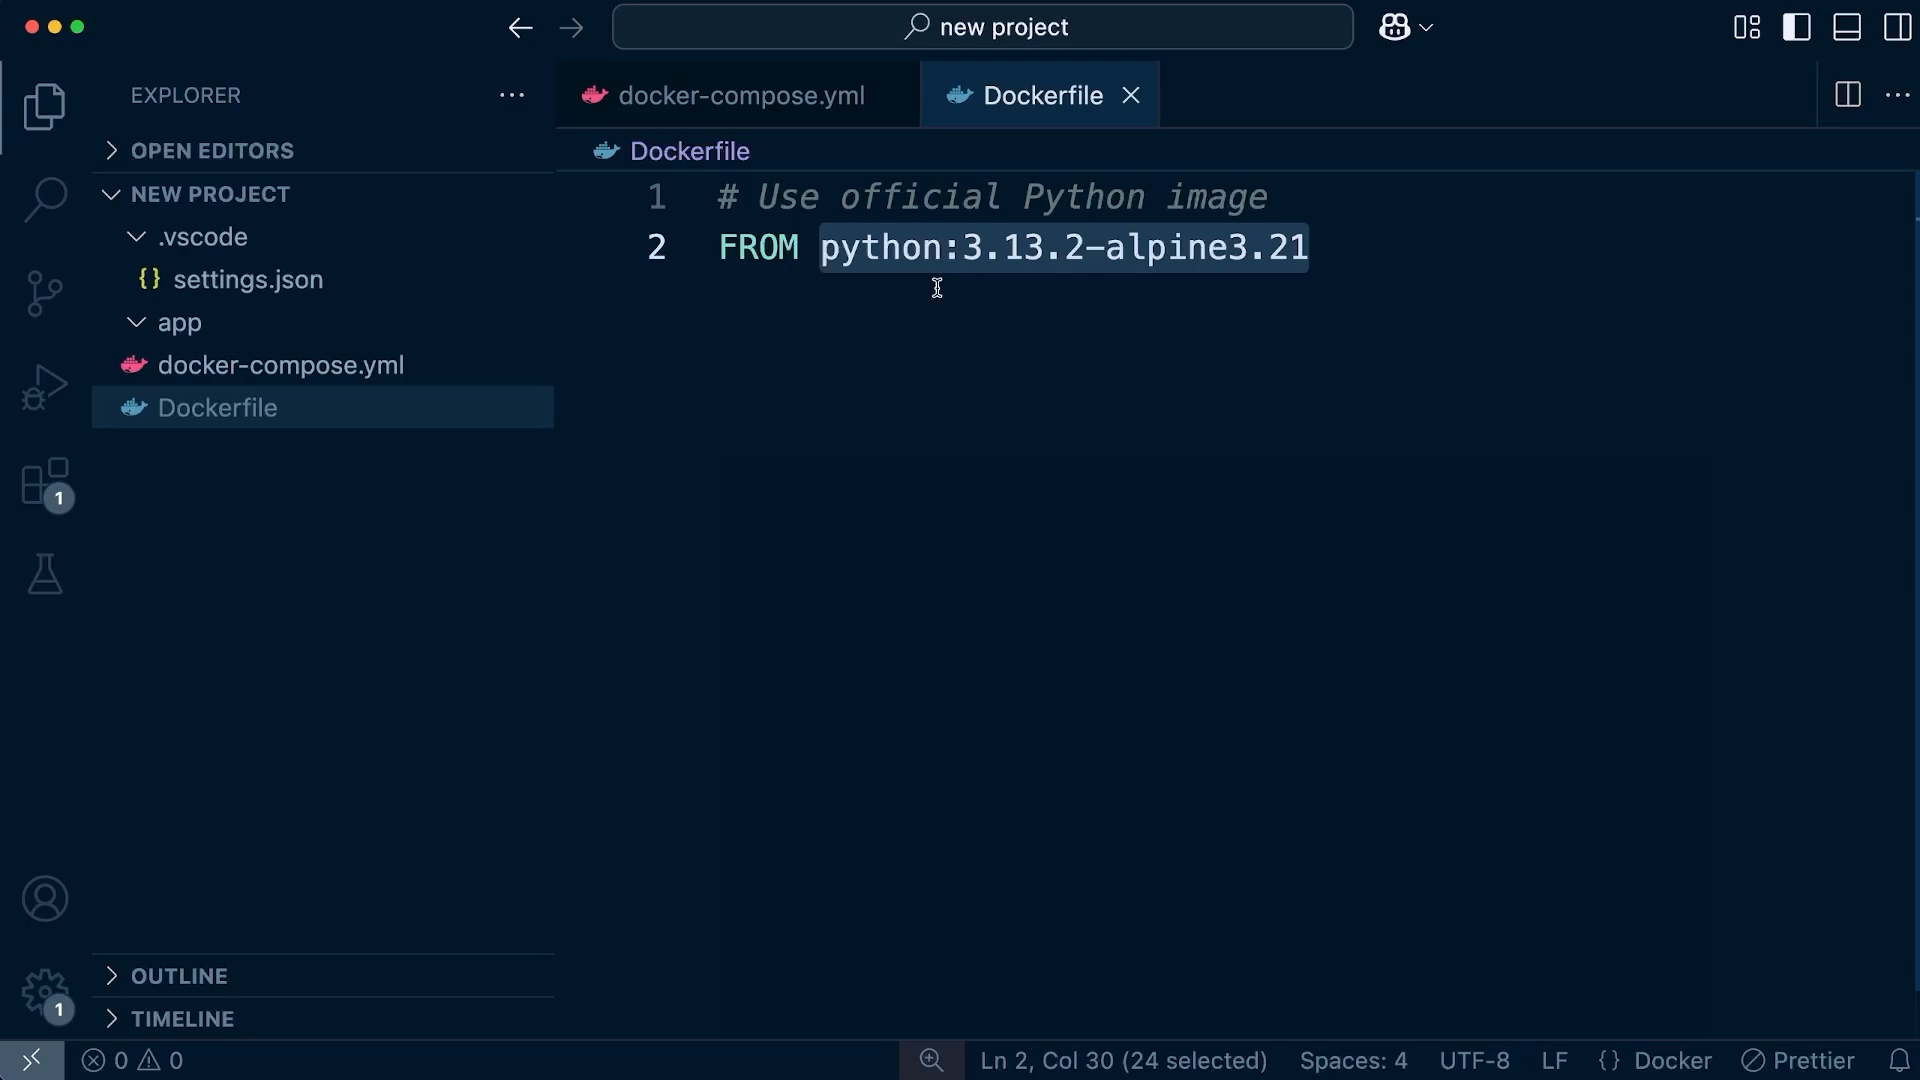 new project
EXPLORER
docker-compose.yml
Dockerfile
OPEN EDITORS
Dockerfile
NEW PROJECT
1 # Use official Python image
.vscode
2 FROM python:3.13.2-alpine3.21
{} settings.json
app
docker-compose.yml
Dockerfile
1
OUTLINE
1
TIMELINE
0 0
Ln 2, Col 30 (24 selected) Spaces: 4 UTF-8 LF {} Docker Prettier